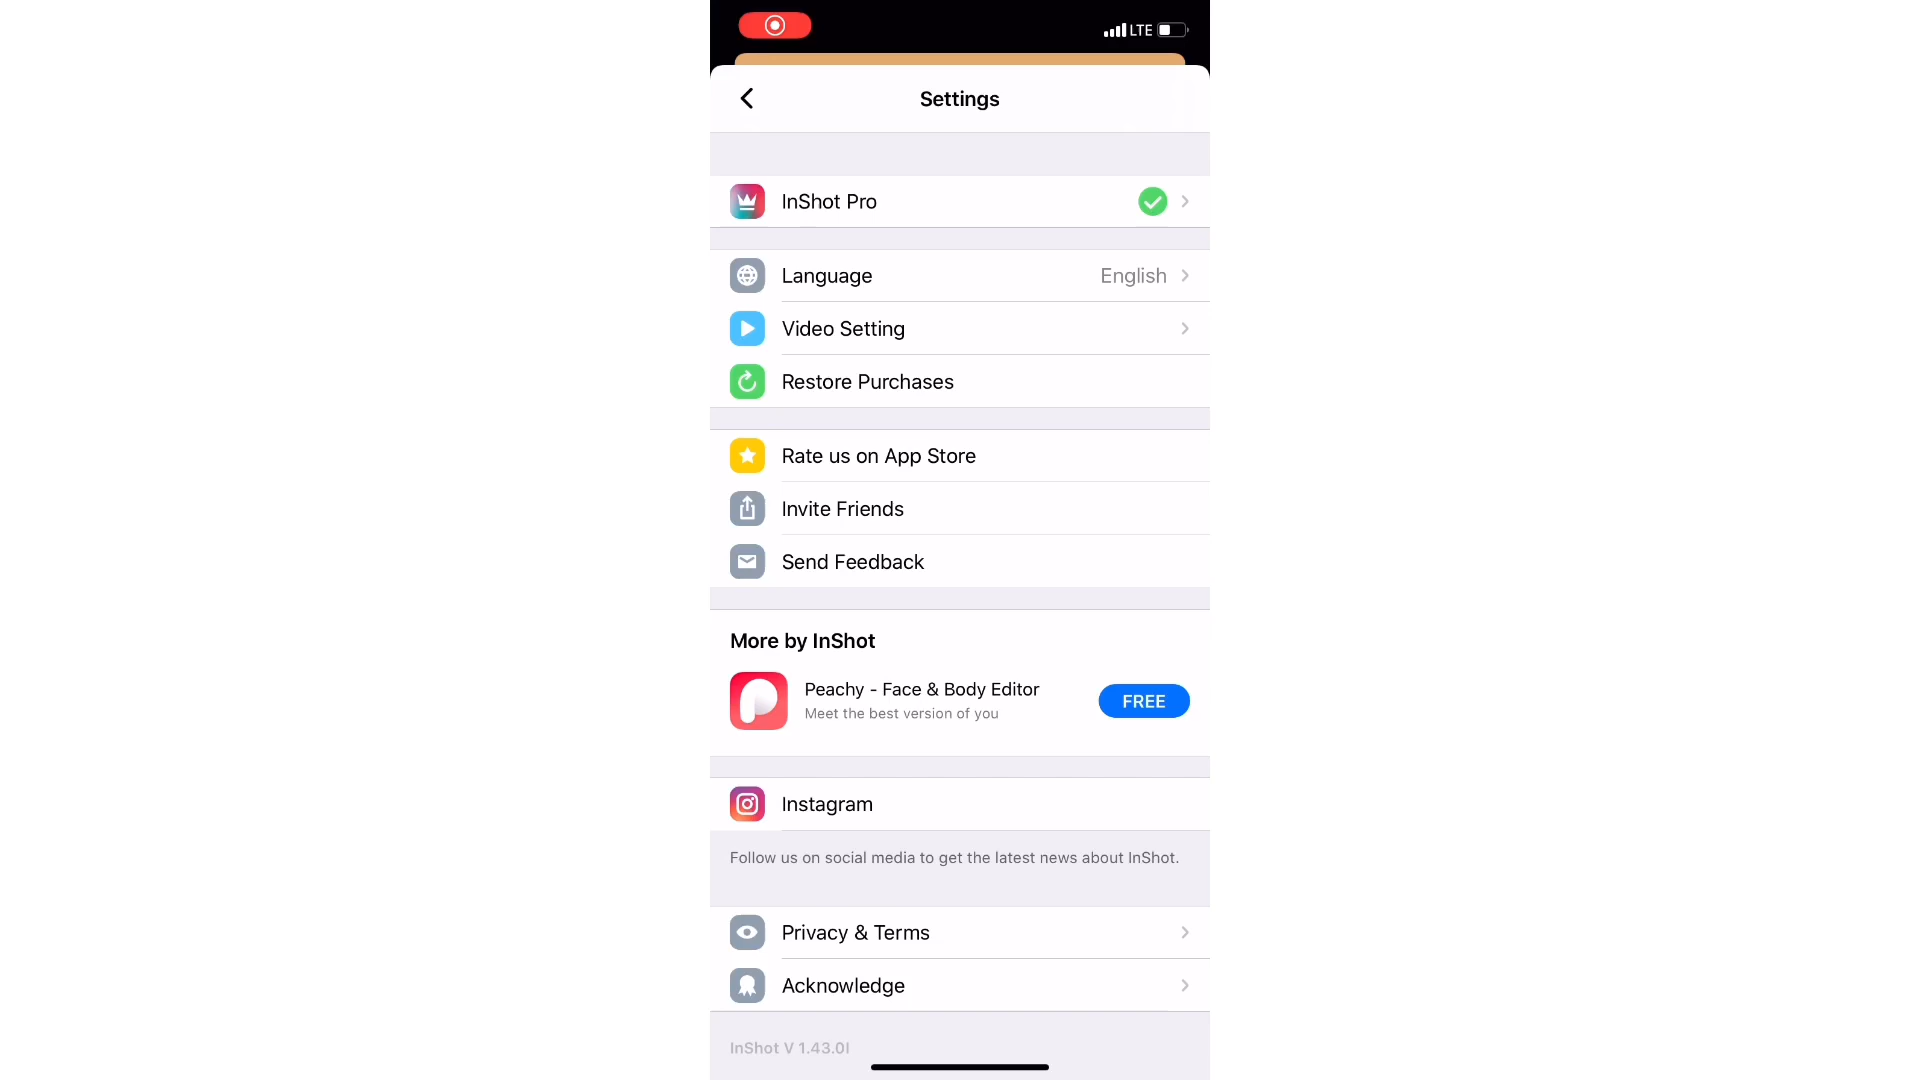 LTE
Settings
InShot Pro
Language English
Video Setting
Restore Purchases
Rate us on App Store
Invite Friends
Send Feedback
More by InShot
Peachy - Face & Body Editor
Meet the best version of you
FREE
Instagram
Follow us on social media to get the latest news about InShot.
Privacy & Terms
Acknowledge
InShot V 1.43.0I